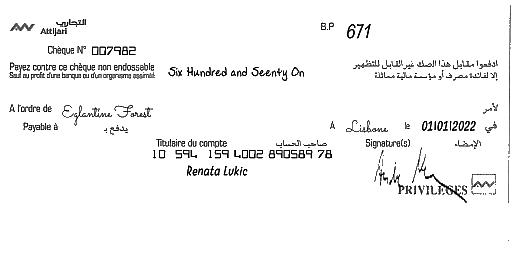 التجاري
Attijari
B.P 671
Chèque N° 007982
Payez contre ce chèque non endossable
Sauf au profit d'une banque ou d'un organisme assimilé
Six Hundred and Seenty On
ادفعوا مقابل هذا الصك غير القابل للتظهير
إلا لفائدة مصرف أو مؤسسة مالية مماثلة
A l'ordre de Eglantine Forest لأمر
Payable à يدفع بـ
A Lisbone le 01/01/2022 في
Titulaire du compte صاحب الحساب Signature(s) الإمضاء
10 594 159 4002 890589 78
Renata Lukic
PRIVILEGES